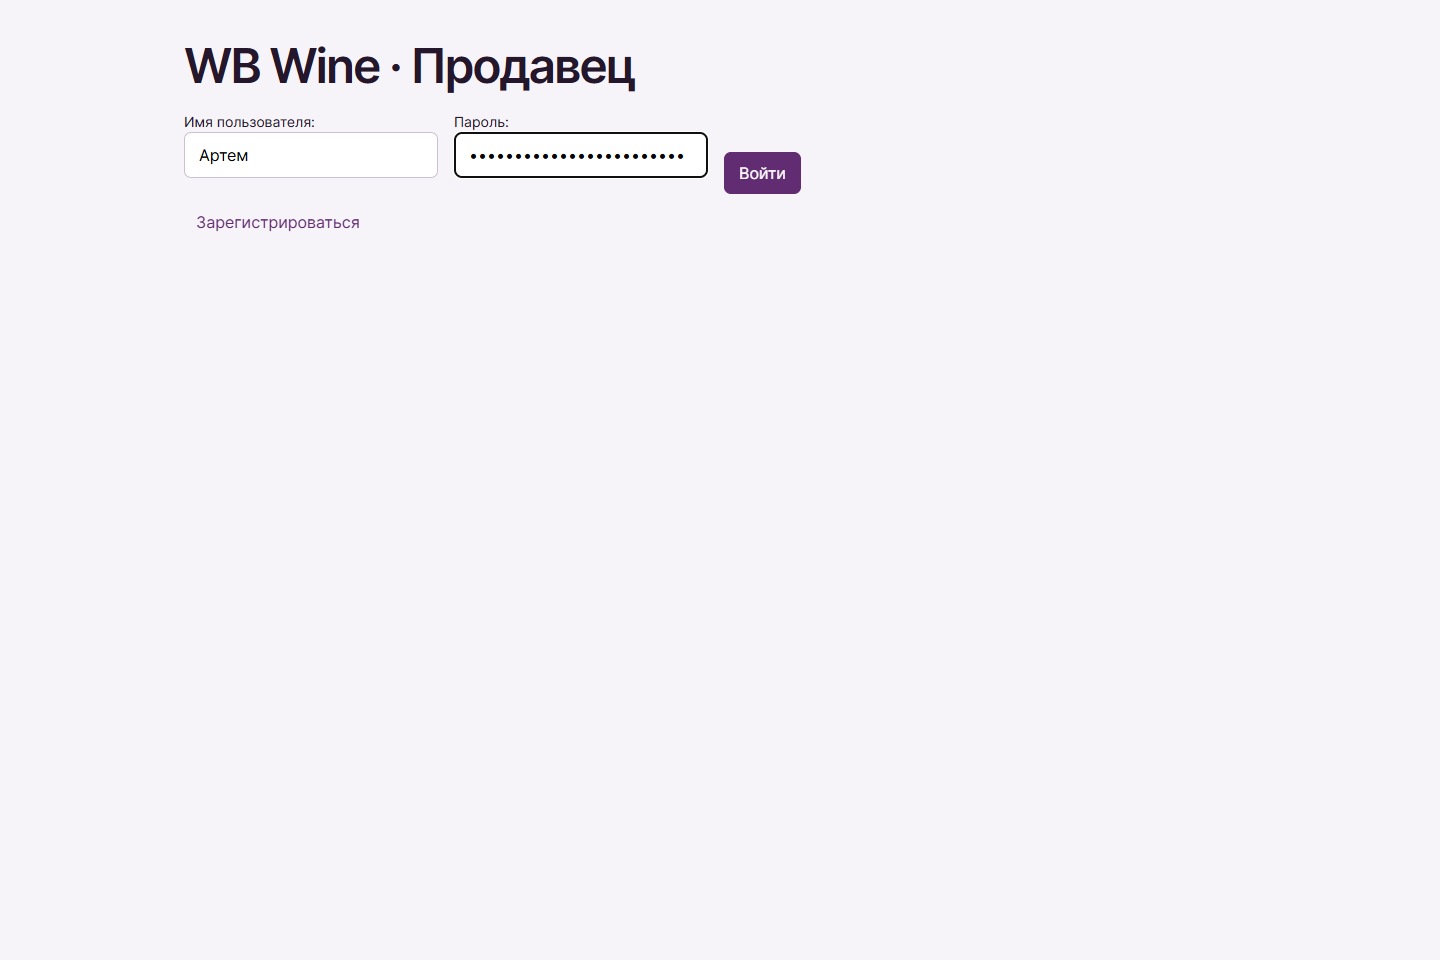 WB Wine · Продавец
Имя пользователя:
Артем
Пароль:
••••••••••••••••••••••••
Войти
Зарегистрироваться